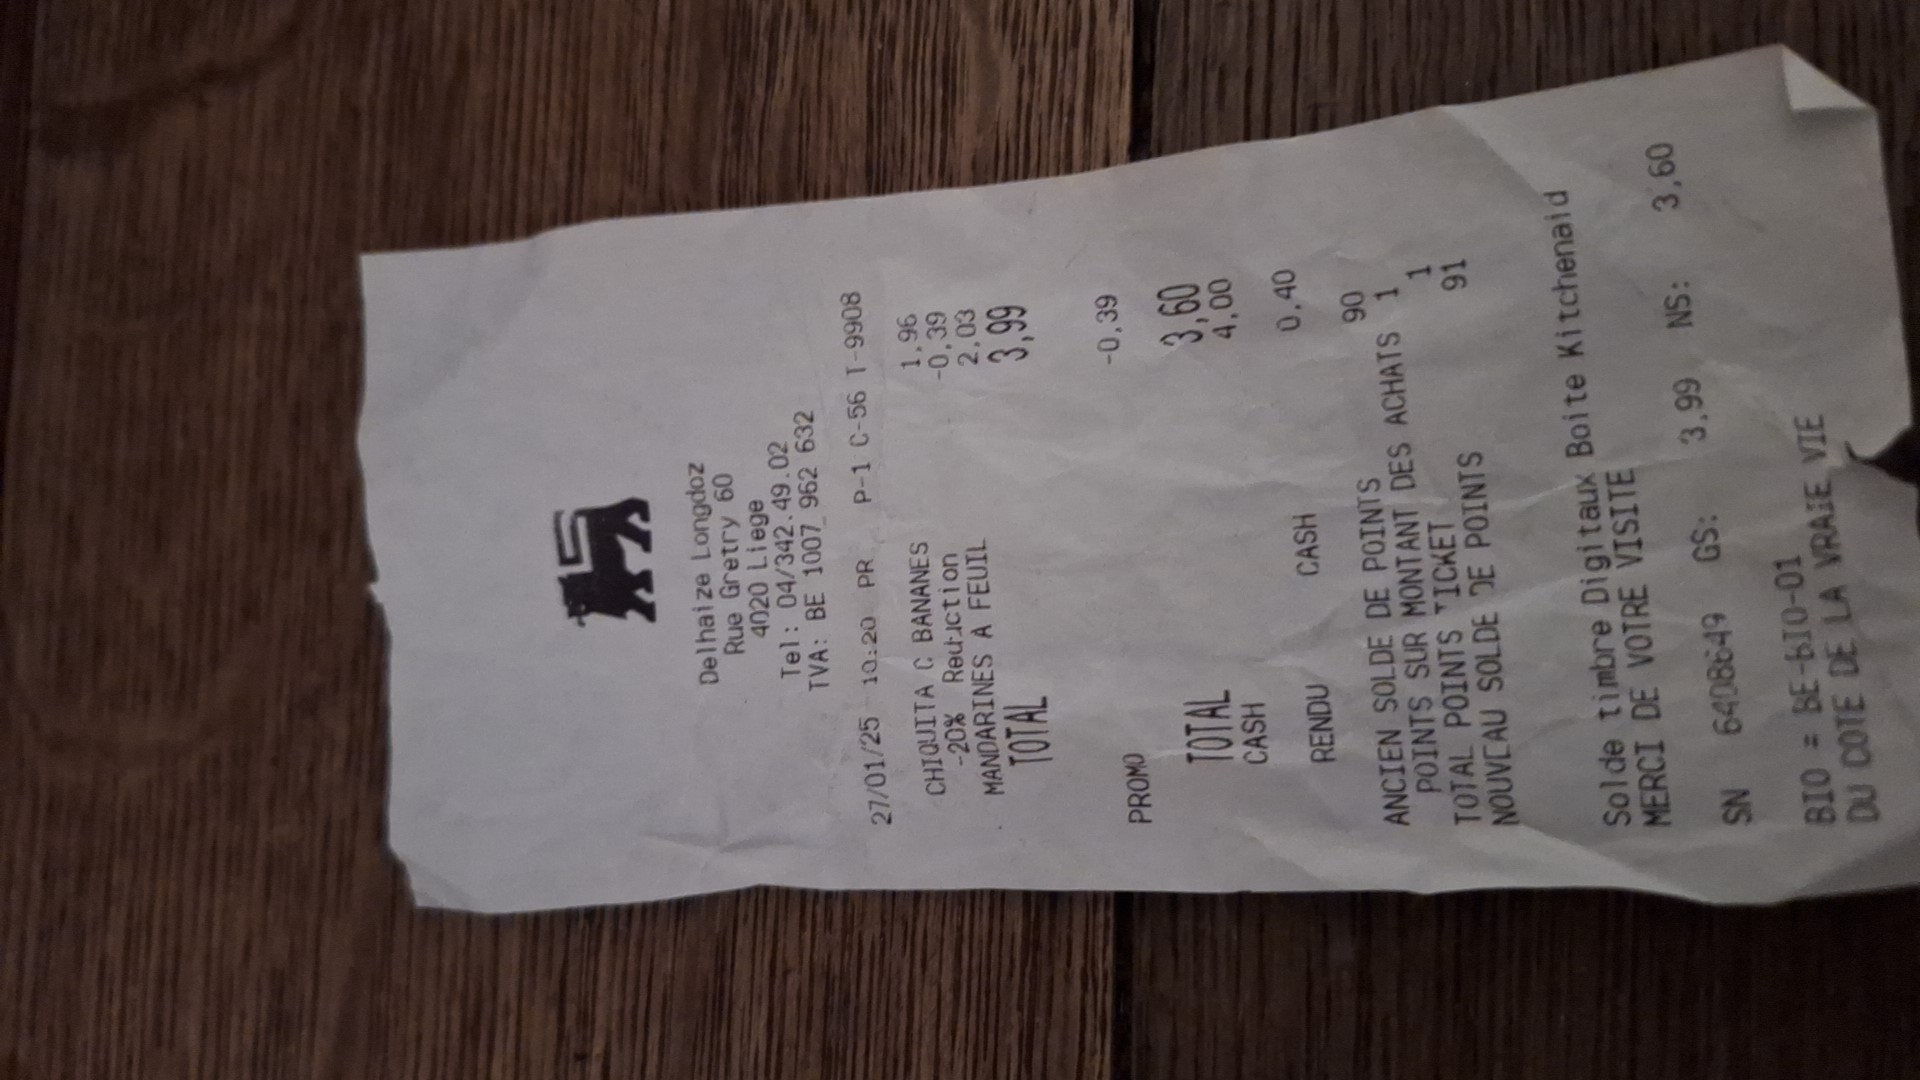 Delhaize Longdoz
Rue Gretry 60
4020 Liege
Tel: 04/342.49.02
TVA: BE 1007 962 632
27/01/25 10:20 PR P-1 C-56 T-9908
CHIQUITA C BANANES 1,96
-20% Reduction -0,39
MANDARINES A FEUIL 2,03
TOTAL 3,99
PROMO -0,39
TOTAL 3,60
CASH 4,00
RENDU CASH 0,40
ANCIEN SOLDE DE POINTS 90
POINTS SUR MONTANT DES ACHATS 1 1
TOTAL POINTS TICKET 1
NOUVEAU SOLDE DE POINTS 91
Solde timbre Digitaux Boite Kitchenaid
MERCI DE VOTRE VISITE
SN 6408649 GS: 3,99 NS: 3,60
BIO = BE-BIO-01
DU COTE DE LA VRAIE VIE